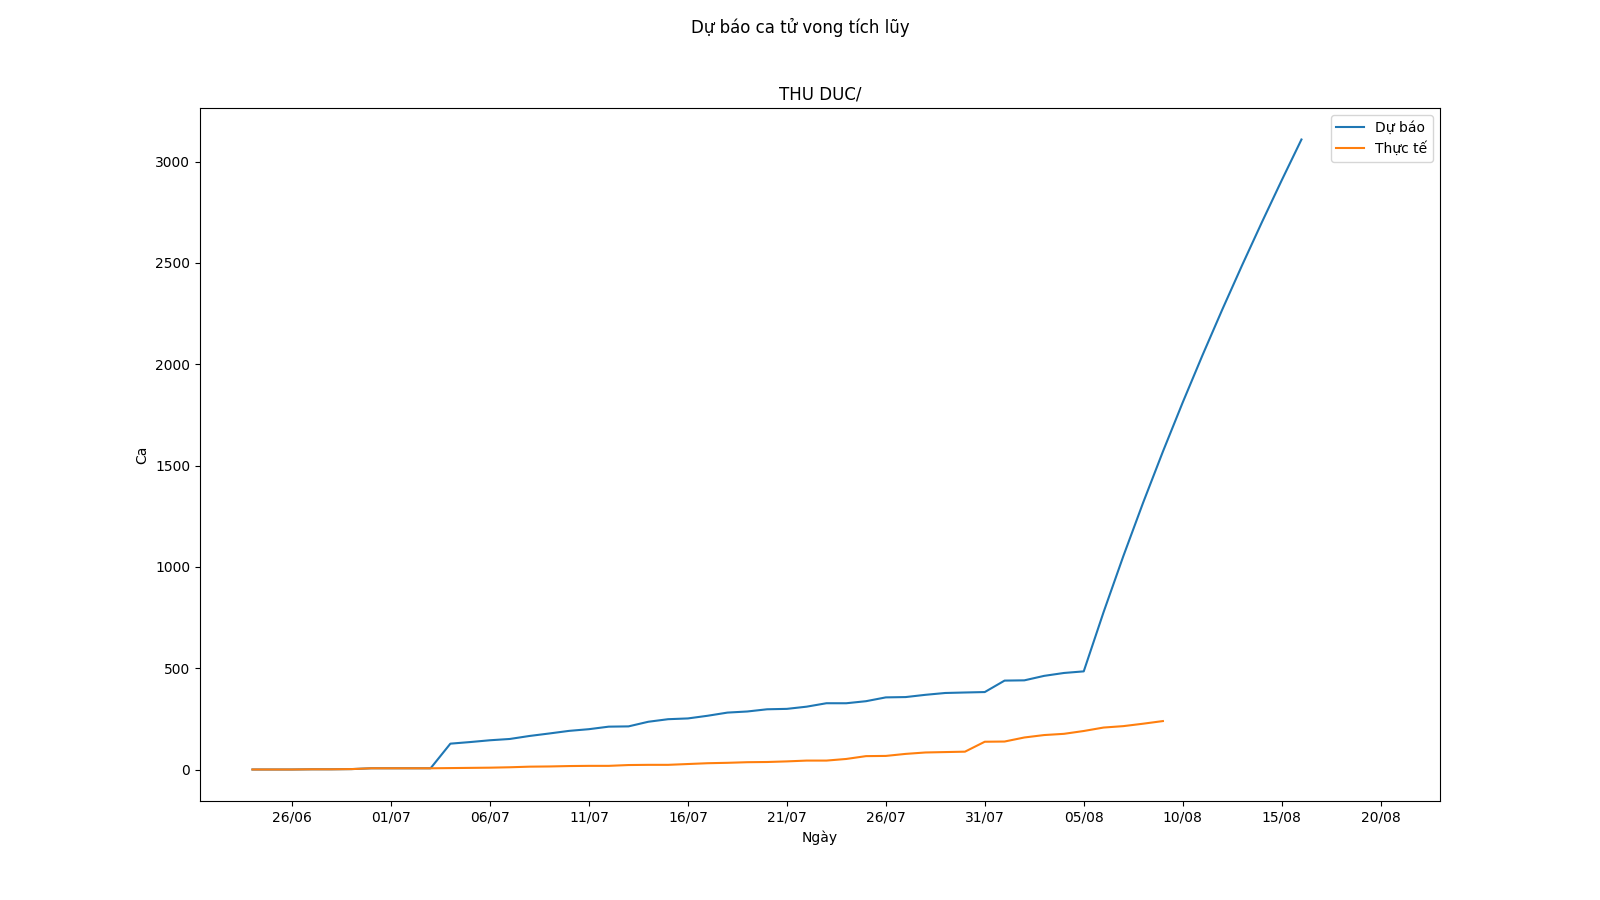 Dự báo ca tử vong tích lũy
THU DUC/
Dự báo
Thực tế
3000
2500
2000
1500
1000
500
0
Ca
26/06 01/07 06/07 11/07 16/07 21/07 26/07 31/07 05/08 10/08 15/08 20/08
Ngày